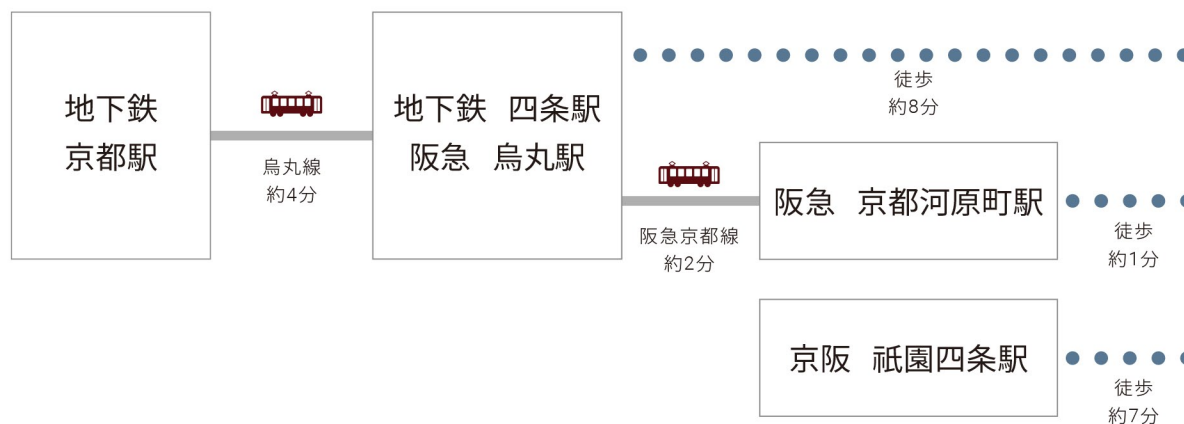 地下鉄
京都駅
烏丸線
約4分
地下鉄 四条駅
阪急 烏丸駅
徒歩
約8分
阪急京都線
約2分
阪急 京都河原町駅
徒歩
約1分
京阪 祇園四条駅
徒歩
約7分